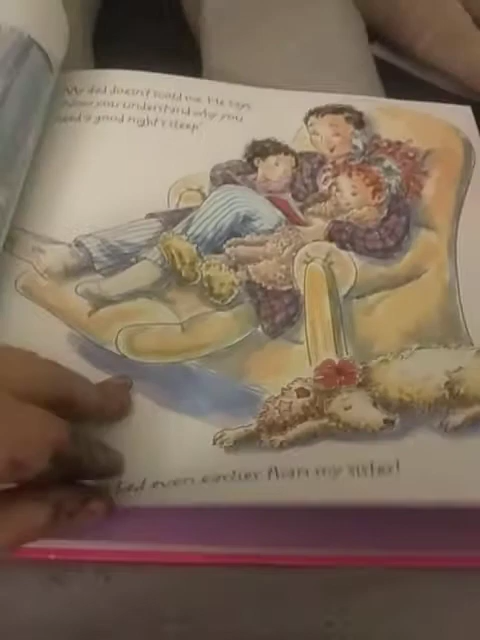 My dad doesn't scold me. He says
"Now you understand why you
need a good night's sleep."
bed even earlier than my sister!